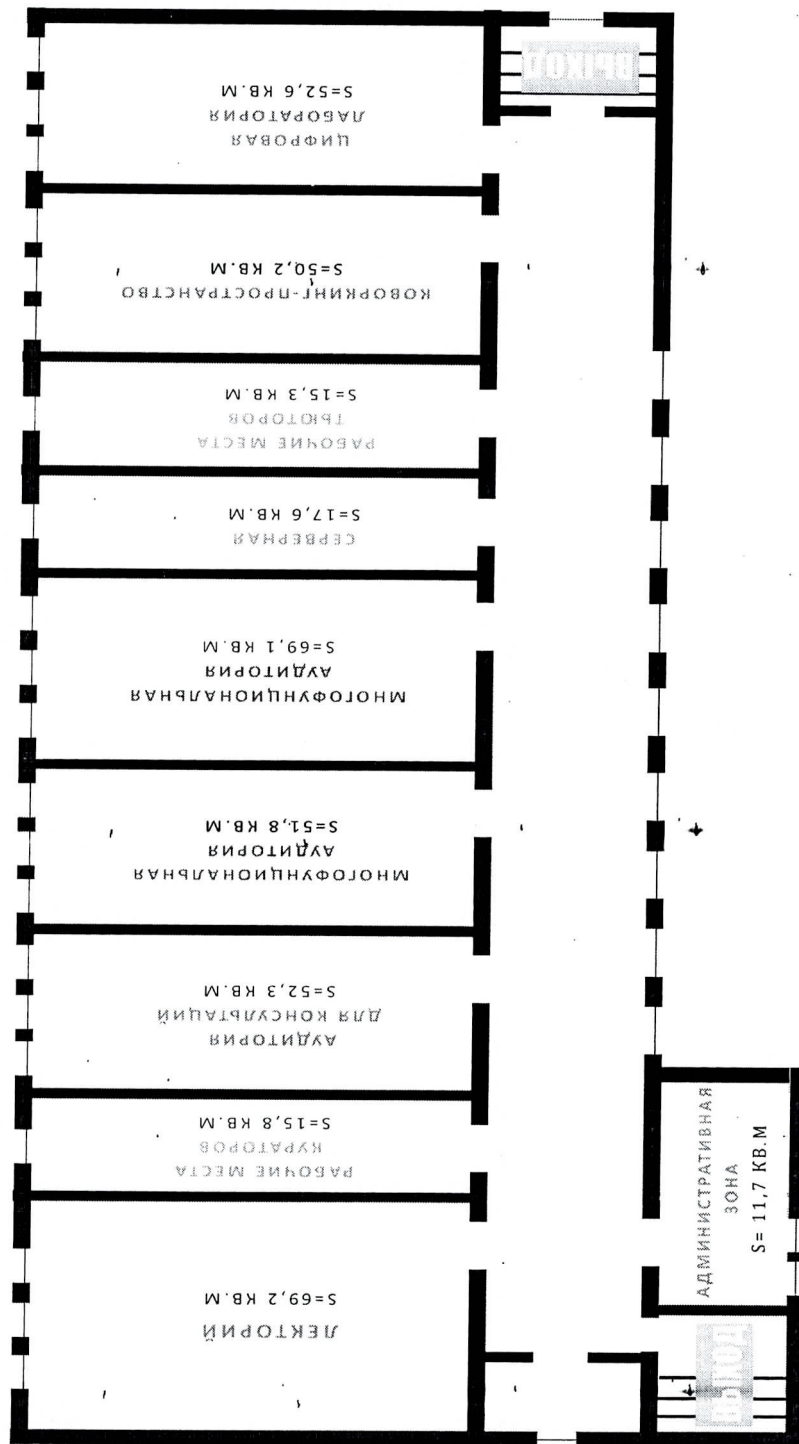 ВЫХОД
АДМИНИСТРАТИВНАЯ
ЗОНА
S= 11,7 КВ.М
ЛЕКТОРИЙ
S=69,2 КВ.М
РАБОЧИЕ МЕСТА
КУРАТОРОВ
S=15,8 КВ.М
АУДИТОРИЯ
ДЛЯ КОНСУЛЬТАЦИЙ
S=52,3 КВ.М
МНОГОФУНЦИОНАЛЬНАЯ
АУДИТОРИЯ
S=51,8 КВ.М
МНОГОФУНЦИОНАЛЬНАЯ
АУДИТОРИЯ
S=69,1 КВ.М
СЕРВЕРНАЯ
S=17,6 КВ.М
РАБОЧИЕ МЕСТА
ТЬЮТОРОВ
S=15,3 КВ.М
КОВОРКИНГ-ПРОСТРАНСТВО
S=50,2 КВ.М
ЦИФРОВАЯ
ЛАБОРАТОРИЯ
S=52,6 КВ.М
ВЫХОД